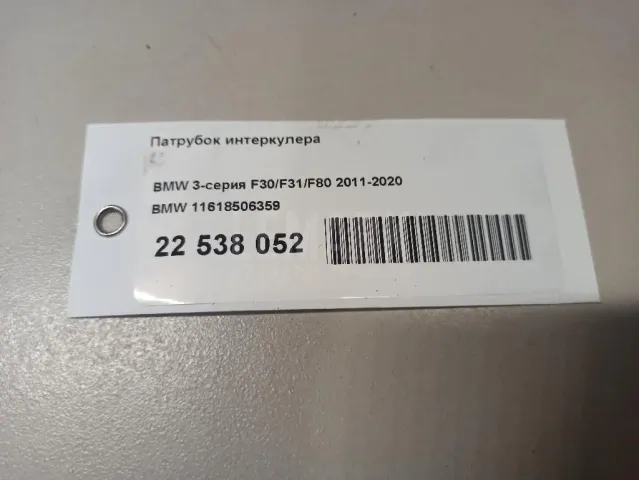 Патрубок интеркулера
BMW 3-серия F30/F31/F80 2011-2020
BMW 11618506359
22 538 052